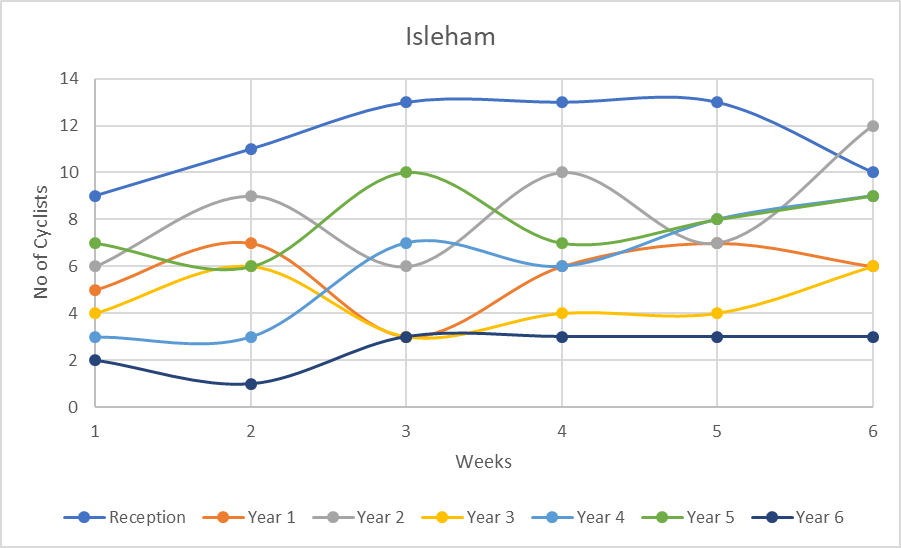 Isleham
14
12
10
8
6
4
2
0
No of Cyclists
1 2 3 4 5 6
Weeks
Reception Year 1 Year 2 Year 3 Year 4 Year 5 Year 6